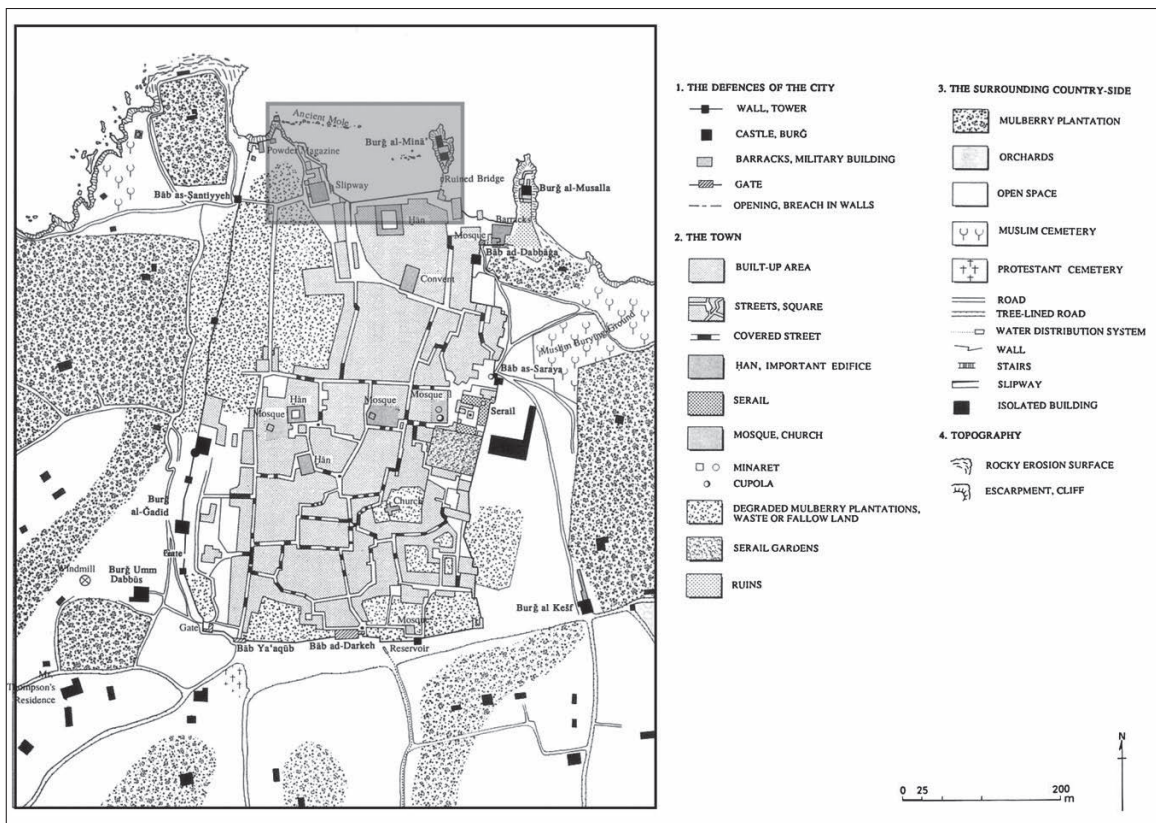 Ancient Mole
Powder Magazine
Burğ al-Minā'
Slipway
Ruined Bridge
Burğ al-Musalla
Bāb as-Ṣantiyyeh
Ḥān
Barracks
Mosque
Bāb ad-Dabbāġa
Convent
Muslim Burying Ground
Bāb as-Saraya
Ḥān
Mosque
Mosque
Mosque
Serail
Ḥān
Church
Burğ
al-Ğadid
Gate
Windmill
Burğ Umm
Dabbūs
Burğ al Kešf
Gate
Mosque
Bāb Ya'aqūb
Bāb ad-Darkeh
Reservoir
Mr.
Thompson's
Residence
1. THE DEFENCES OF THE CITY
WALL, TOWER
CASTLE, BURĞ
BARRACKS, MILITARY BUILDING
GATE
OPENING, BREACH IN WALLS
2. THE TOWN
BUILT-UP AREA
STREETS, SQUARE
COVERED STREET
ḤAN, IMPORTANT EDIFICE
SERAIL
MOSQUE, CHURCH
MINARET
CUPOLA
DEGRADED MULBERRY PLANTATIONS,
WASTE OR FALLOW LAND
SERAIL GARDENS
RUINS
3. THE SURROUNDING COUNTRY-SIDE
MULBERRY PLANTATION
ORCHARDS
OPEN SPACE
MUSLIM CEMETERY
PROTESTANT CEMETERY
ROAD
TREE-LINED ROAD
WATER DISTRIBUTION SYSTEM
WALL
STAIRS
SLIPWAY
ISOLATED BUILDING
4. TOPOGRAPHY
ROCKY EROSION SURFACE
ESCARPMENT, CLIFF
N
0 25 200
m